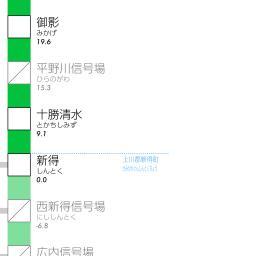 御影
みかげ
19.6
平野川信号場
ひらのがわ
15.3
十勝清水
とかちしみず
9.1
新得
しんとく
0.0
上川郡新得町
西新得信号場
にししんとく
-6.8
広内信号場